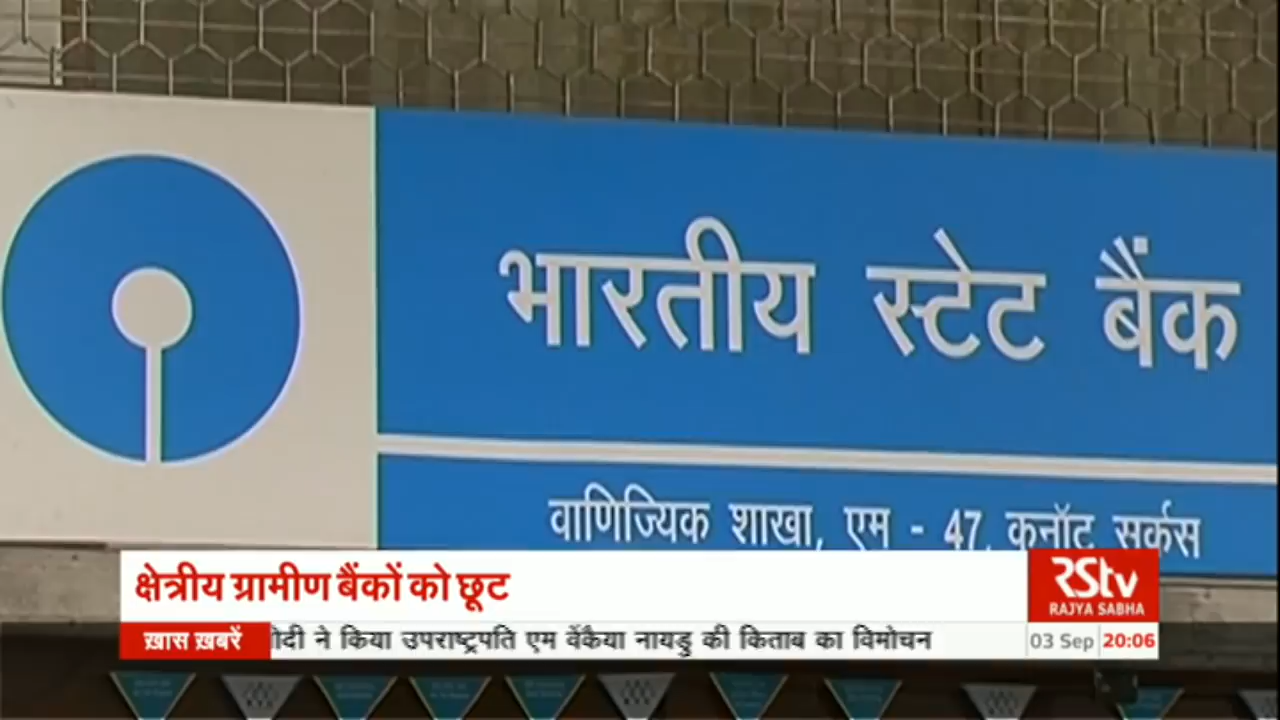 भारतीय स्टेट बैंक
वाणिज्यिक शाखा, एम - 47, कनॉट सर्कस
क्षेत्रीय ग्रामीण बैंकों को छूट
RStv
RAJYA SABHA
ख़ास ख़बरें
ने किया उपराष्ट्रपति एम वेंकैया नायडू की किताब का विमोचन
03 Sep 20:06